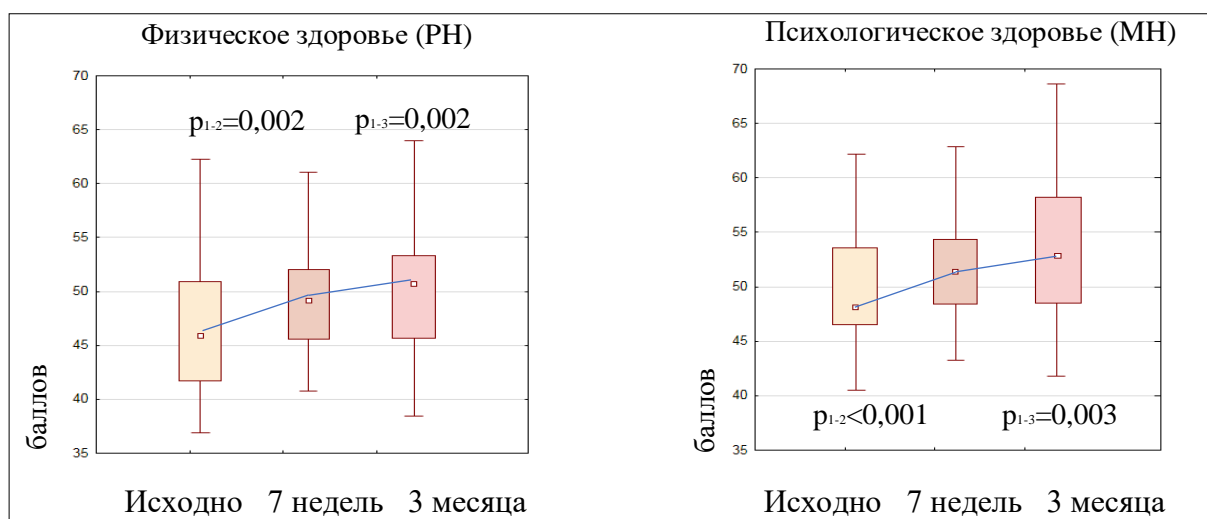 Физическое здоровье (PH)
70
65
60
55
50
45
40
35
баллов
p1-2=0,002
p1-3=0,002
Исходно 7 недель 3 месяца
Психологическое здоровье (MH)
70
65
60
55
50
45
40
35
баллов
p1-2<0,001
p1-3=0,003
Исходно 7 недель 3 месяца